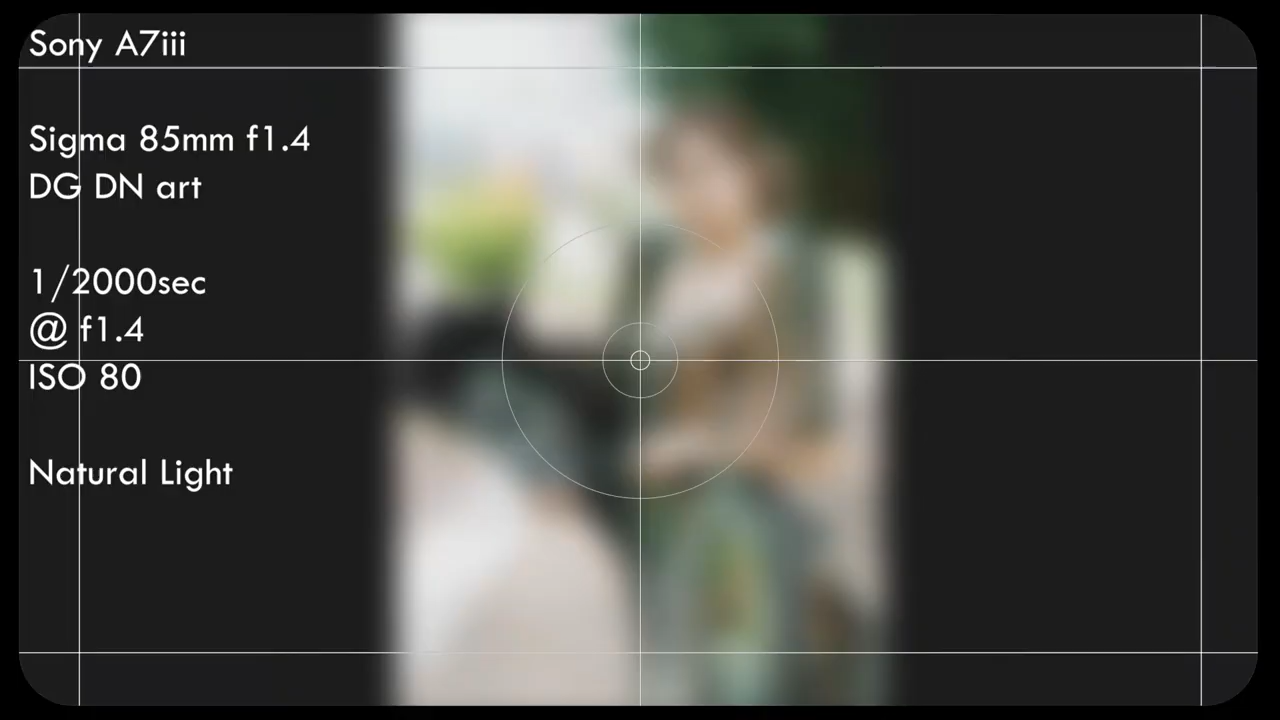 Sony A7iii
Sigma 85mm f1.4
DG DN art
1/2000sec
@ f1.4
ISO 80
Natural Light